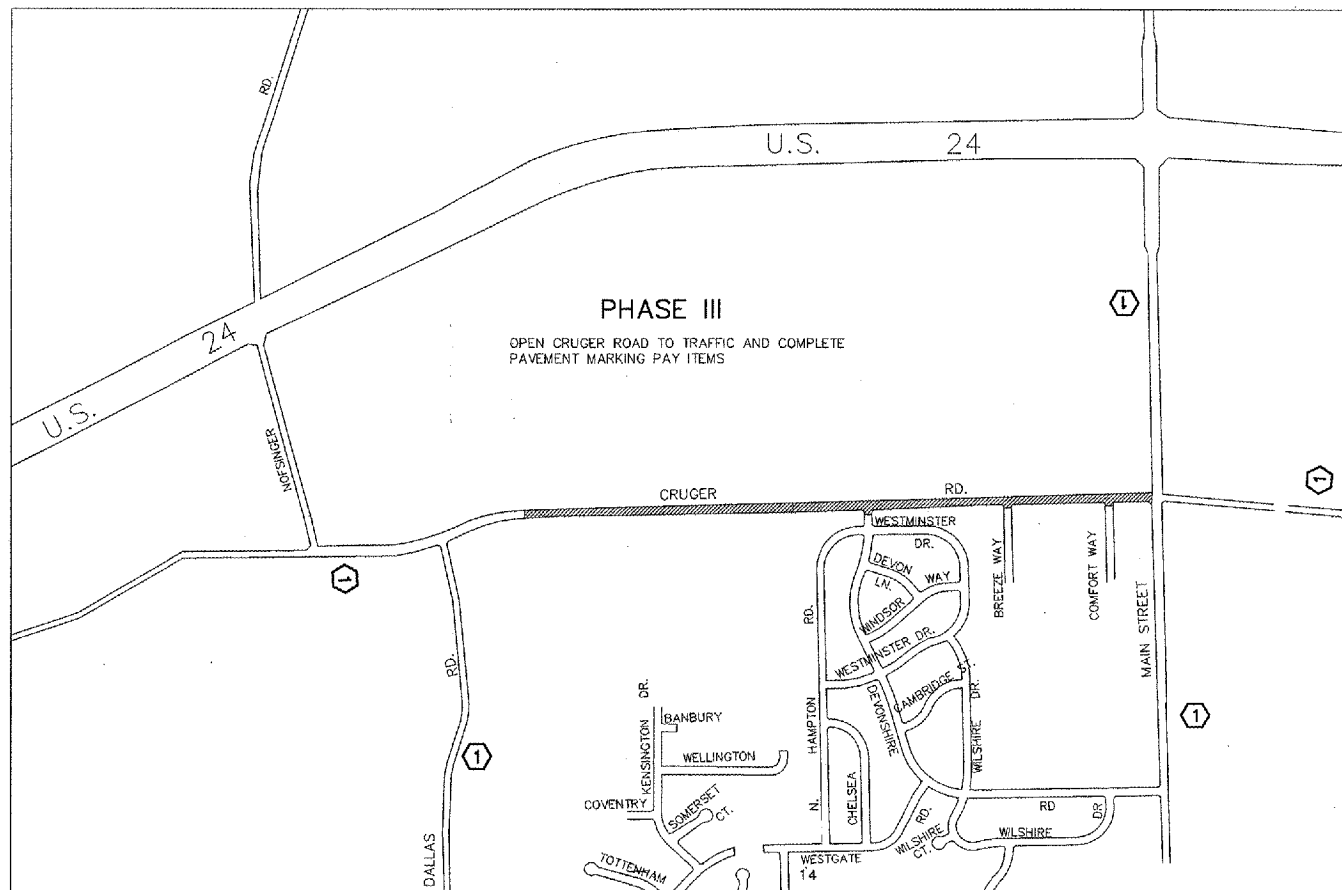 RD.
U.S. 24
24
U.S.
PHASE III
OPEN CRUGER ROAD TO TRAFFIC AND COMPLETE
PAVEMENT MARKING PAY ITEMS
1
NOFSINGER
CRUGER RD.
1
1
WESTMINSTER
DR.
DEVON
LN.
WAY
WINDSOR
BREEZE WAY
COMFORT WAY
MAIN STREET
RD.
RD.
WESTMINSTER DR.
CAMBRIDGE ST.
DEVONSHIRE
DR.
WILSHIRE
HAMPTON
N.
DR.
KENSINGTON
BANBURY
WELLINGTON
1
1
COVENTRY
SOMERSET
CT.
CHELSEA
RD.
RD
DR
WILSHIRE
CT.
WILSHIRE
WESTGATE
14
TOTTENHAM
DALLAS